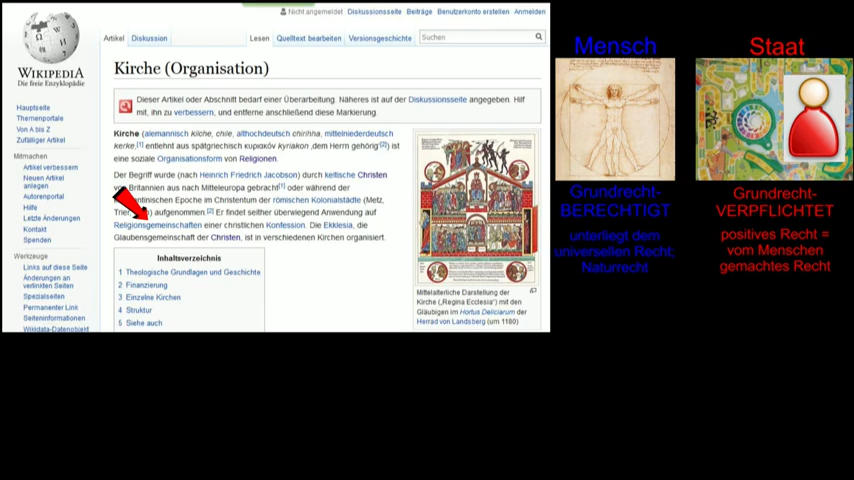 Nicht angemeldet Diskussionsseite Beiträge Benutzerkonto erstellen Anmelden
Artikel Diskussion Lesen Quelltext bearbeiten Versionsgeschichte Suchen
WIKIPEDIA
Die freie Enzyklopädie
Hauptseite
Themenportale
Von A bis Z
Zufälliger Artikel
Mitmachen
Artikel verbessern
Neuen Artikel
anlegen
Autorenportal
Hilfe
Letzte Änderungen
Kontakt
Spenden
Werkzeuge
Links auf diese Seite
Änderungen an
verlinkten Seiten
Spezialseiten
Permanenter Link
Seiteninformationen
Wikidata-Datenobjekt
Kirche (Organisation)
Dieser Artikel oder Abschnitt bedarf einer Überarbeitung. Näheres ist auf der Diskussionsseite angegeben. Hilf
mit, ihn zu verbessern, und entferne anschließend diese Markierung.
Kirche (alemannisch kilche, chile, althochdeutsch chirihha, mittelniederdeutsch
kerke,[1] entlehnt aus spätgriechisch κυριακόν kyriakon ‚dem Herrn gehörig'[2]) ist
eine soziale Organisationsform von Religionen.
Der Begriff wurde (nach Heinrich Friedrich Jacobson) durch keltische Christen
von Britannien aus nach Mitteleuropa gebracht[1] oder während der
Christentum der römischen Kolonialstädte (Metz,
aufgenommen.[2] Er findet seither überwiegend Anwendung auf
Religionsgemeinschaften einer christlichen Konfession. Die Ekklesia, die
Glaubensgemeinschaft der Christen, ist in verschiedenen Kirchen organisiert.
Inhaltsverzeichnis
1 Theologische Grundlagen und Geschichte
2 Finanzierung
3 Einzelne Kirchen
4 Struktur
5 Siehe auch
Mittelalterliche Darstellung der
Kirche („Regina Ecclesia") mit den
Gläubigen im Hortus Deliciarum der
Herrad von Landsberg (um 1180)
Mensch
Grundrecht-
BERECHTIGT
unterliegt dem
universellen Recht;
Naturrecht
Staat
Grundrecht-
VERPFLICHTET
positives Recht =
vom Menschen
gemachtes Recht